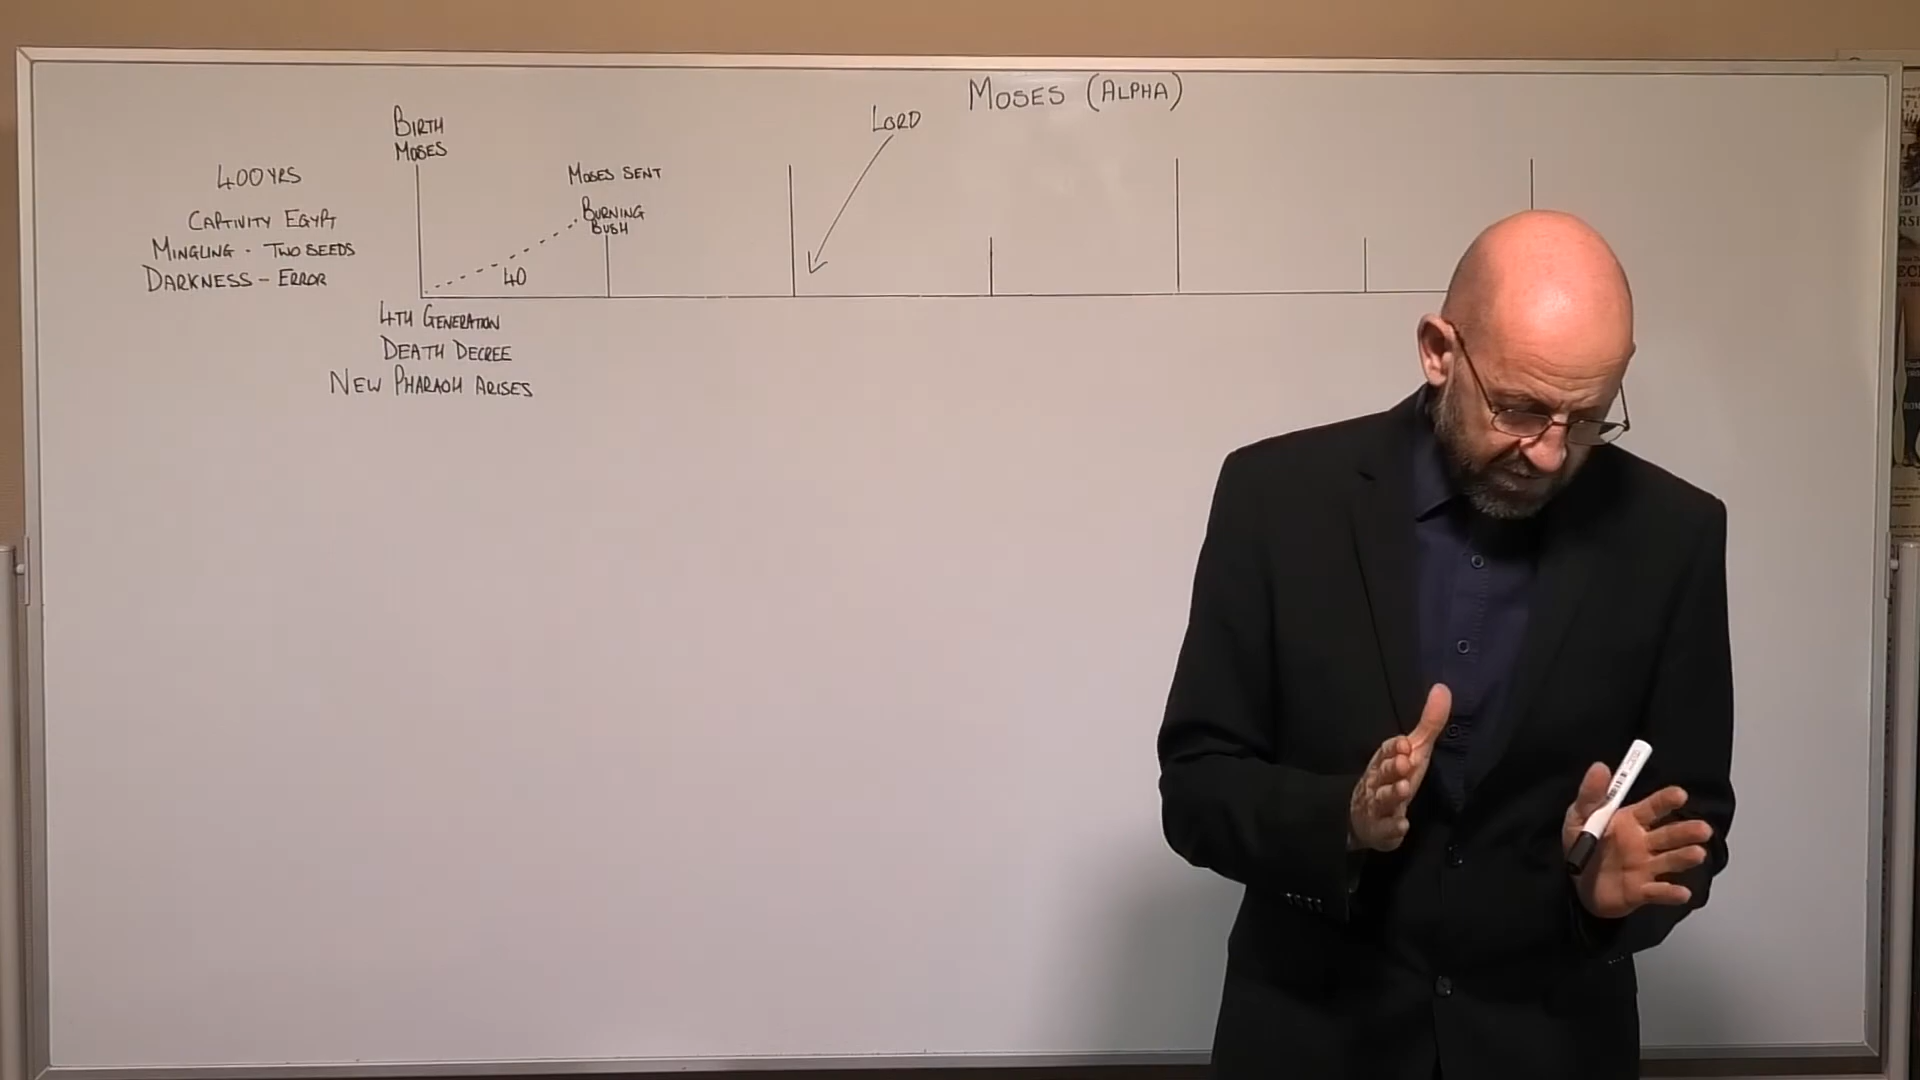 MOSES (ALPHA)
BIRTH
MOSES
LORD
400 YRS
MOSES SENT
CAPTIVITY EGYPT
BURNING
BUSH
MINGLING - TWO SEEDS
DARKNESS - ERROR
40
4TH GENERATION
DEATH DECREE
NEW PHARAOH ARISES